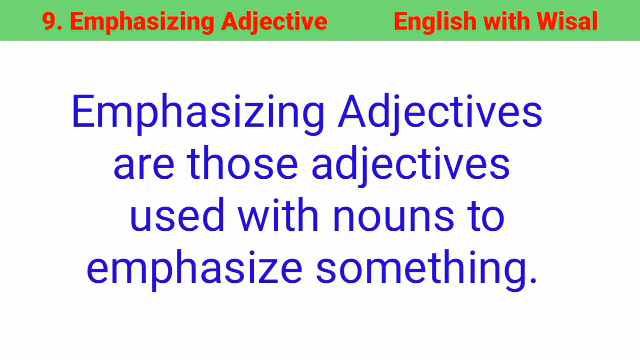 9. Emphasizing Adjective English with Wisal
Emphasizing Adjectives
are those adjectives
used with nouns to
emphasize something.